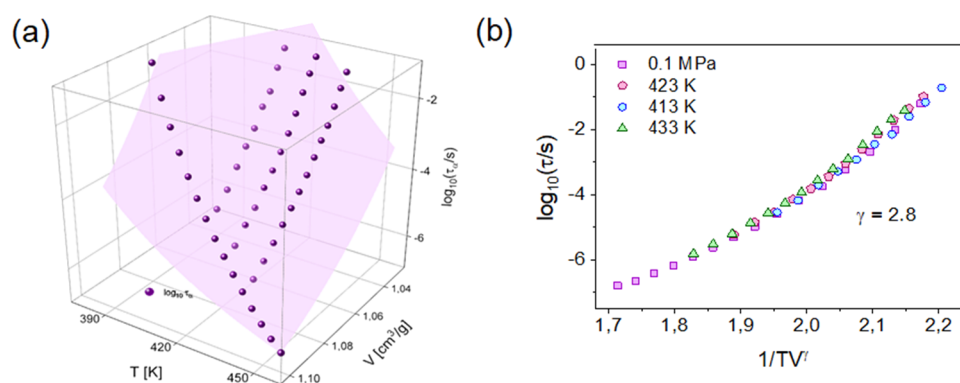 (a)
-2
-4
-6
log₁₀(τα/s)
log₁₀ τα
390
420
450
T [K]
1,04
1,06
1,08
1,10
V [cm³/g]
(b)
0.1 MPa
423 K
413 K
433 K
0
-2
-4
-6
log₁₀(τ/s)
γ = 2.8
1,7
1,8
1,9
2,0
2,1
2,2
1/TVᵞ